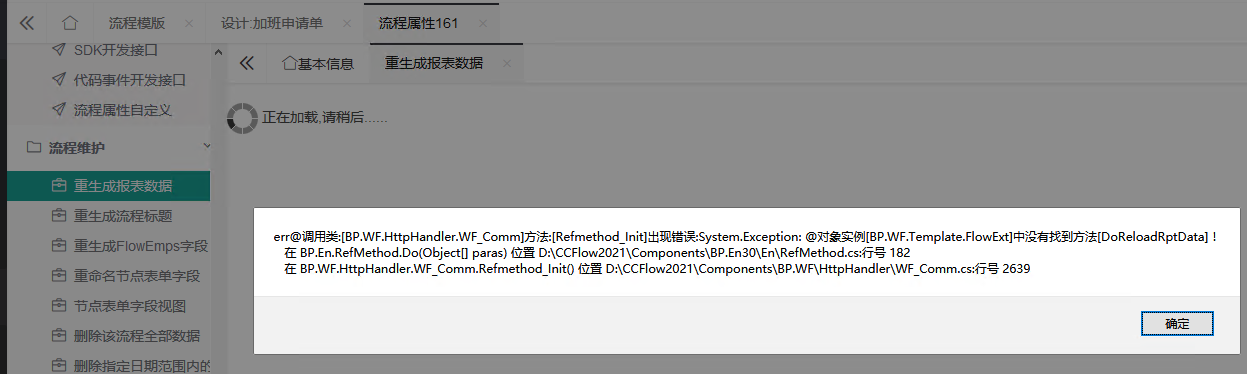 流程模版
设计:加班申请单
流程属性161
SDK开发接口
代码事件开发接口
流程属性自定义
流程维护
重生成报表数据
重生成流程标题
重生成FlowEmps字段
重命名节点表单字段
节点表单字段视图
删除该流程全部数据
删除指定日期范围内的
基本信息
重生成报表数据
正在加载,请稍后......
err@调用类:[BP.WF.HttpHandler.WF_Comm]方法:[Refmethod_Init]出现错误:System.Exception: @对象实例[BP.WF.Template.FlowExt]中没有找到方法[DoReloadRptData]！
在 BP.En.RefMethod.Do(Object[] paras) 位置 D:\CCFlow2021\Components\BP.En30\En\RefMethod.cs:行号 182
在 BP.WF.HttpHandler.WF_Comm.Refmethod_Init() 位置 D:\CCFlow2021\Components\BP.WF\HttpHandler\WF_Comm.cs:行号 2639
确定